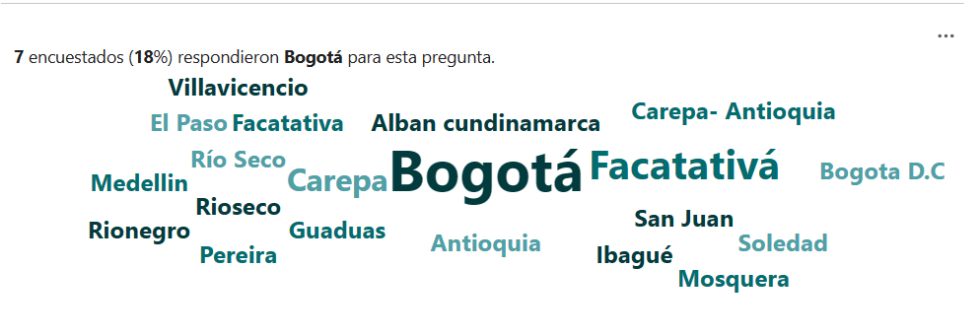 ...
7 encuestados (18%) respondieron Bogotá para esta pregunta.
Villavicencio
Carepa- Antioquia
El Paso Facatativa Alban cundinamarca
Río Seco
Bogotá Facatativá
Medellin Carepa Bogota D.C
Rioseco
San Juan
Rionegro Guaduas
Antioquia Soledad
Pereira Ibagué
Mosquera